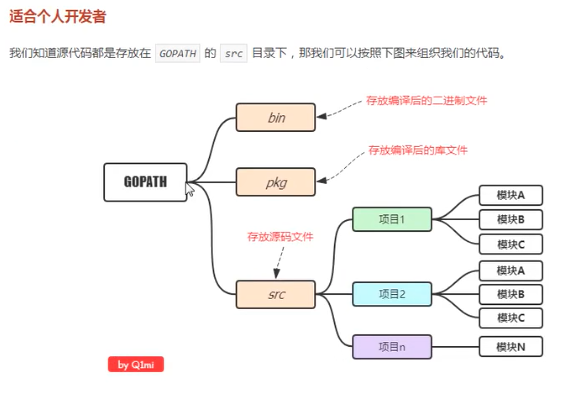 适合个人开发者
我们知道源代码都是存放在 GOPATH 的 src 目录下，那我们可以按照下图来组织我们的代码。
存放编译后的二进制文件
bin
存放编译后的库文件
GOPATH
pkg
模块A
项目1
模块B
存放源码文件
模块C
模块A
src
项目2
模块B
模块C
项目n
模块N
by Q1mi